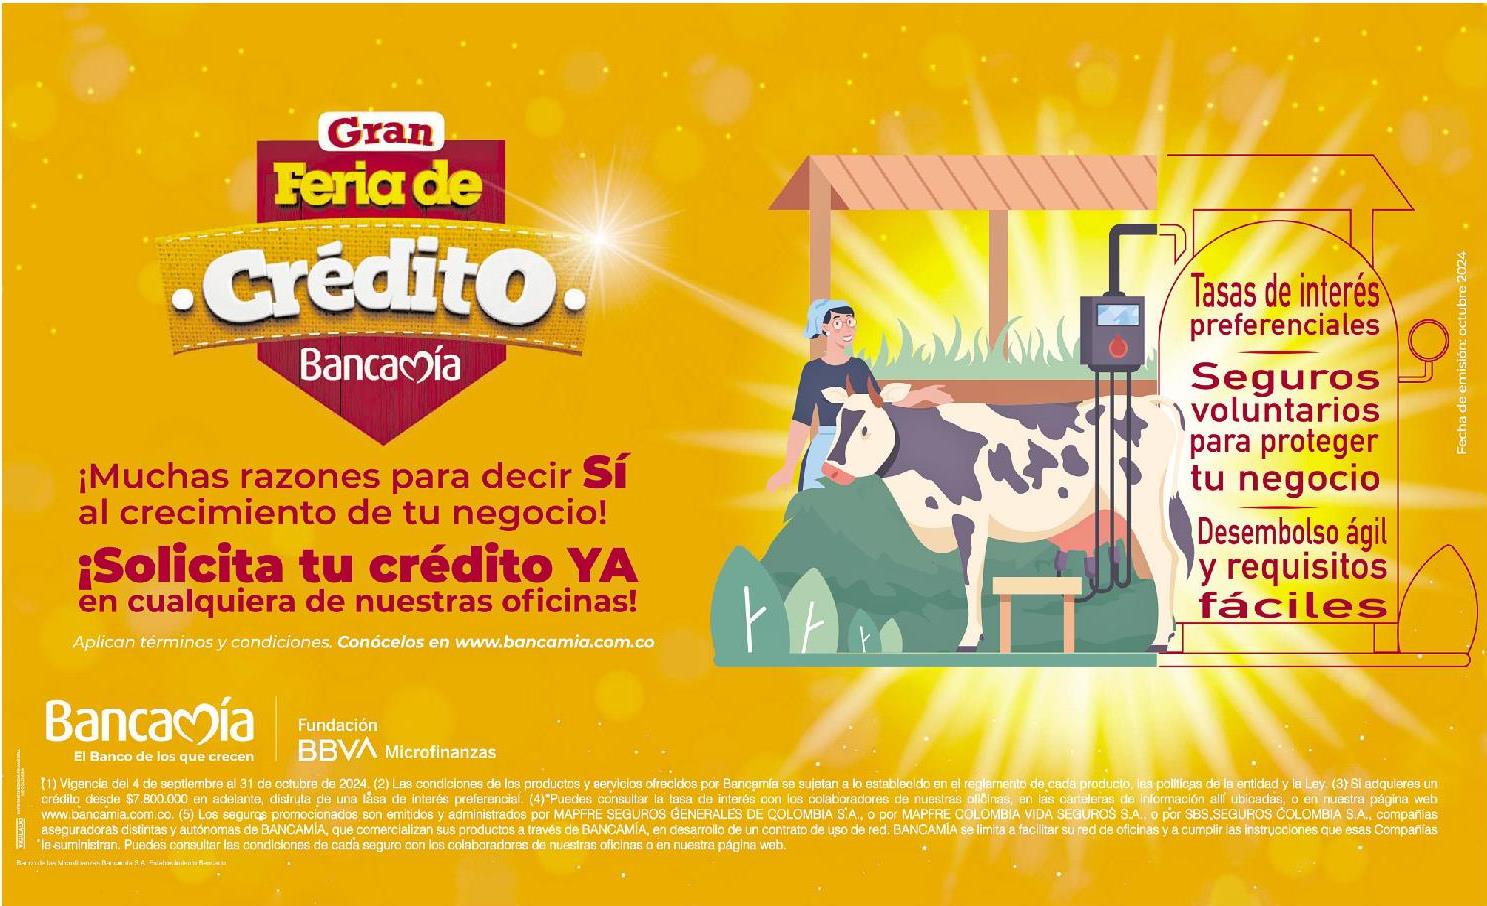 Gran
Feria de
Crédito
Bancamía
¡Muchas razones para decir SÍ
al crecimiento de tu negocio!
¡Solicita tu crédito YA
en cualquiera de nuestras oficinas!
Aplican términos y condiciones. Conócelos en www.bancamia.com.co
Tasas de interés
preferenciales
Seguros
voluntarios
para proteger
tu negocio
Desembolso ágil
y requisitos
fáciles
Fecha de emisión: octubre 2024
Bancamía
El Banco de los que crecen
Fundación
BBVA Microfinanzas
(1) Vigencia del 4 de septiembre el 31 de octubre de 2024. (2) Las condiciones de los productos y servicios ofrecidos por Bancamía se sujetan a lo establecido en el reglamento de cada producto, las políticas de la entidad y la Ley. (3) Si adquieres un
crédito desde $7.800.000 en adelante, disfruta de una tasa de interés preferencial. (4) Puedes consultar la tasa de interés con los colaboradores de nuestras oficinas, en las carteleras de información allí ubicadas, o en nuestra página web
www.bancamia.com.co. (5) Los seguros promocionados son emitidos y administrados por MAPFRE SEGUROS GENERALES DE COLOMBIA S.A., o por MAPFRE COLOMBIA VIDA SEGUROS S.A., o por SBS SEGUROS COLOMBIA S.A., compañías
aseguradoras distintas y autónomas de BANCAMÍA, que comercializan sus productos a través de BANCAMÍA, en desarrollo de un contrato de uso de red. BANCAMÍA se limita a facilitar su red de oficinas y a cumplir las instrucciones que esas Compañías
le suministran. Puedes consultar las condiciones de cada seguro con los colaboradores de nuestras oficinas o en nuestra página web.
Banco de las Microfinanzas Bancamía S.A. Establecimiento Bancario
VIGILADO